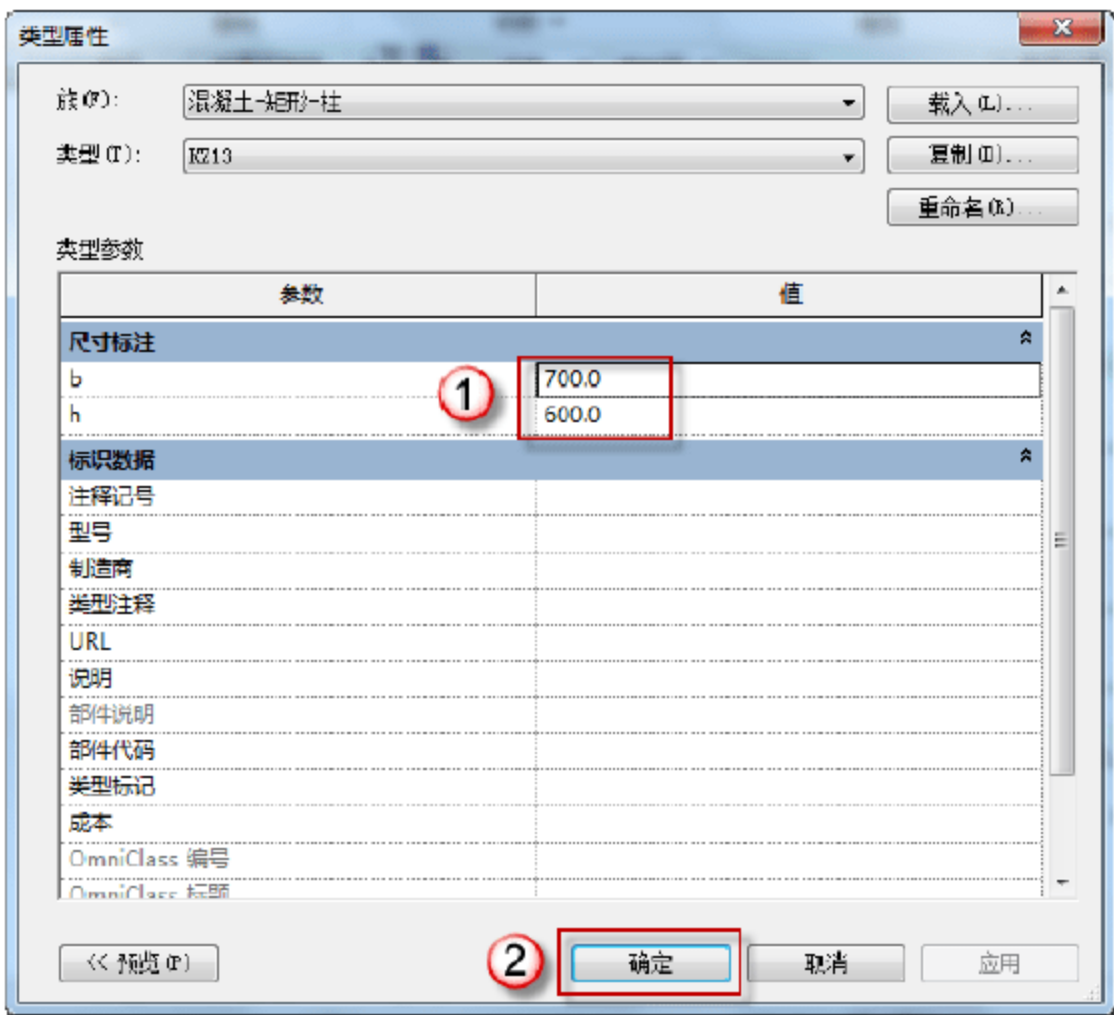 类型属性
族(F): 混凝土-矩形-柱 载入(L)...
类型(T): KZ13 复制(D)...
重命名(R)...
类型参数
参数 值
尺寸标注
b 700.0
① h 600.0
标识数据
注释记号
型号
制造商
类型注释
URL
说明
部件说明
部件代码
类型标记
成本
OmniClass 编号
OmniClass 标题
<< 预览(P) ② 确定 取消 应用